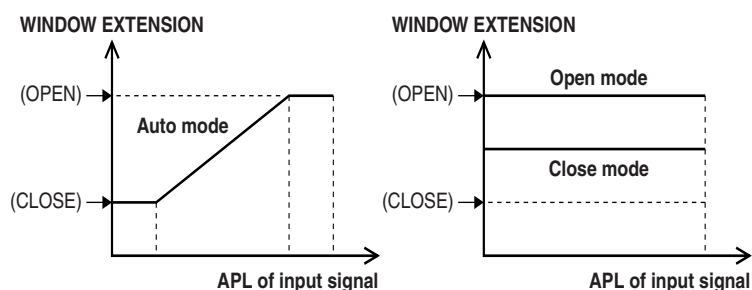 WINDOW EXTENSION
(OPEN)
Auto mode
(CLOSE)
APL of input signal
WINDOW EXTENSION
Open mode
(OPEN)
Close mode
(CLOSE)
APL of input signal